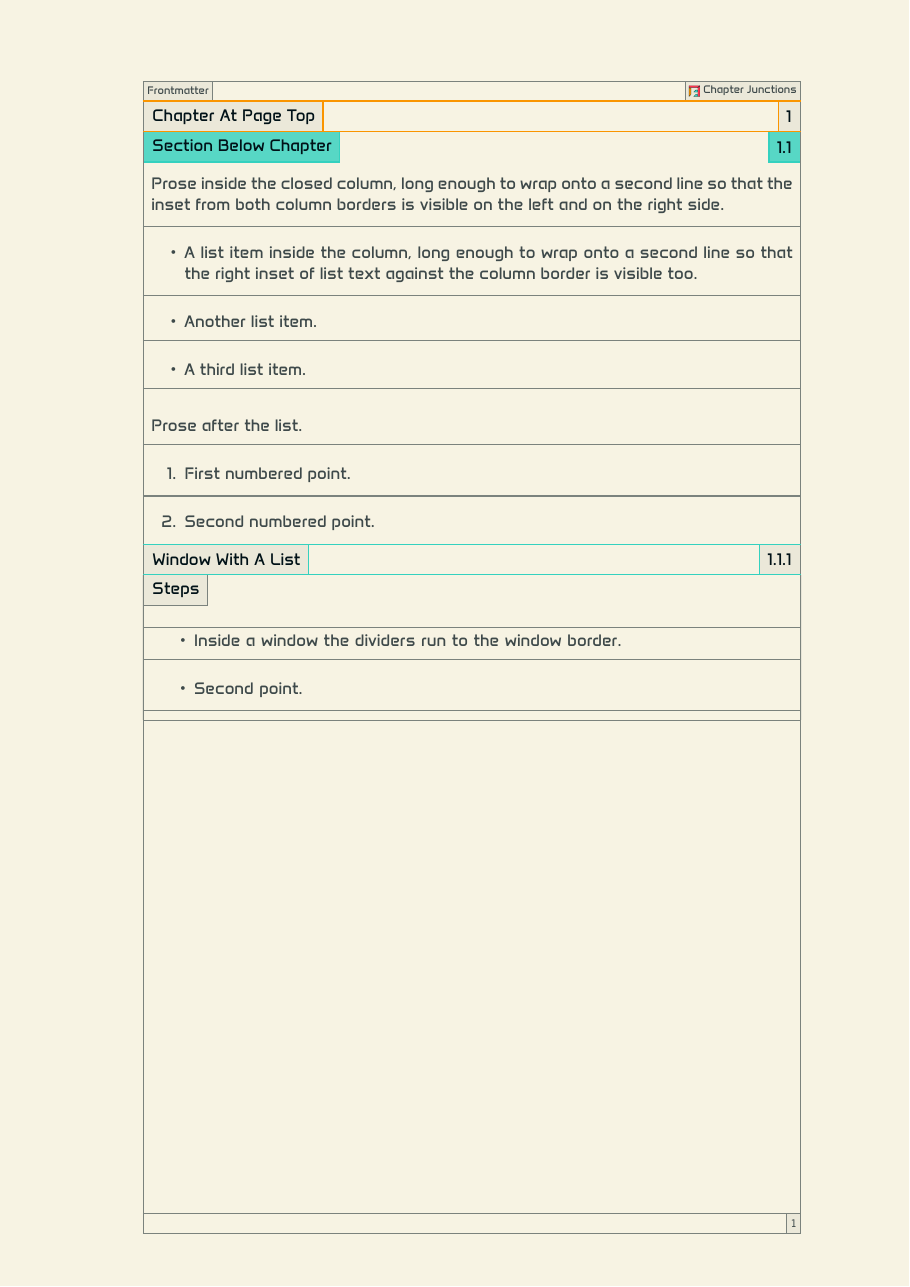 Frontmatter
Chapter Junctions
Chapter At Page Top
1
Section Below Chapter
1.1
Prose inside the closed column, long enough to wrap onto a second line so that the
inset from both column borders is visible on the left and on the right side.
• A list item inside the column, long enough to wrap onto a second line so that
the right inset of list text against the column border is visible too.
• Another list item.
• A third list item.
Prose after the list.
1. First numbered point.
2. Second numbered point.
Window With A List
1.1.1
Steps
• Inside a window the dividers run to the window border.
• Second point.
1